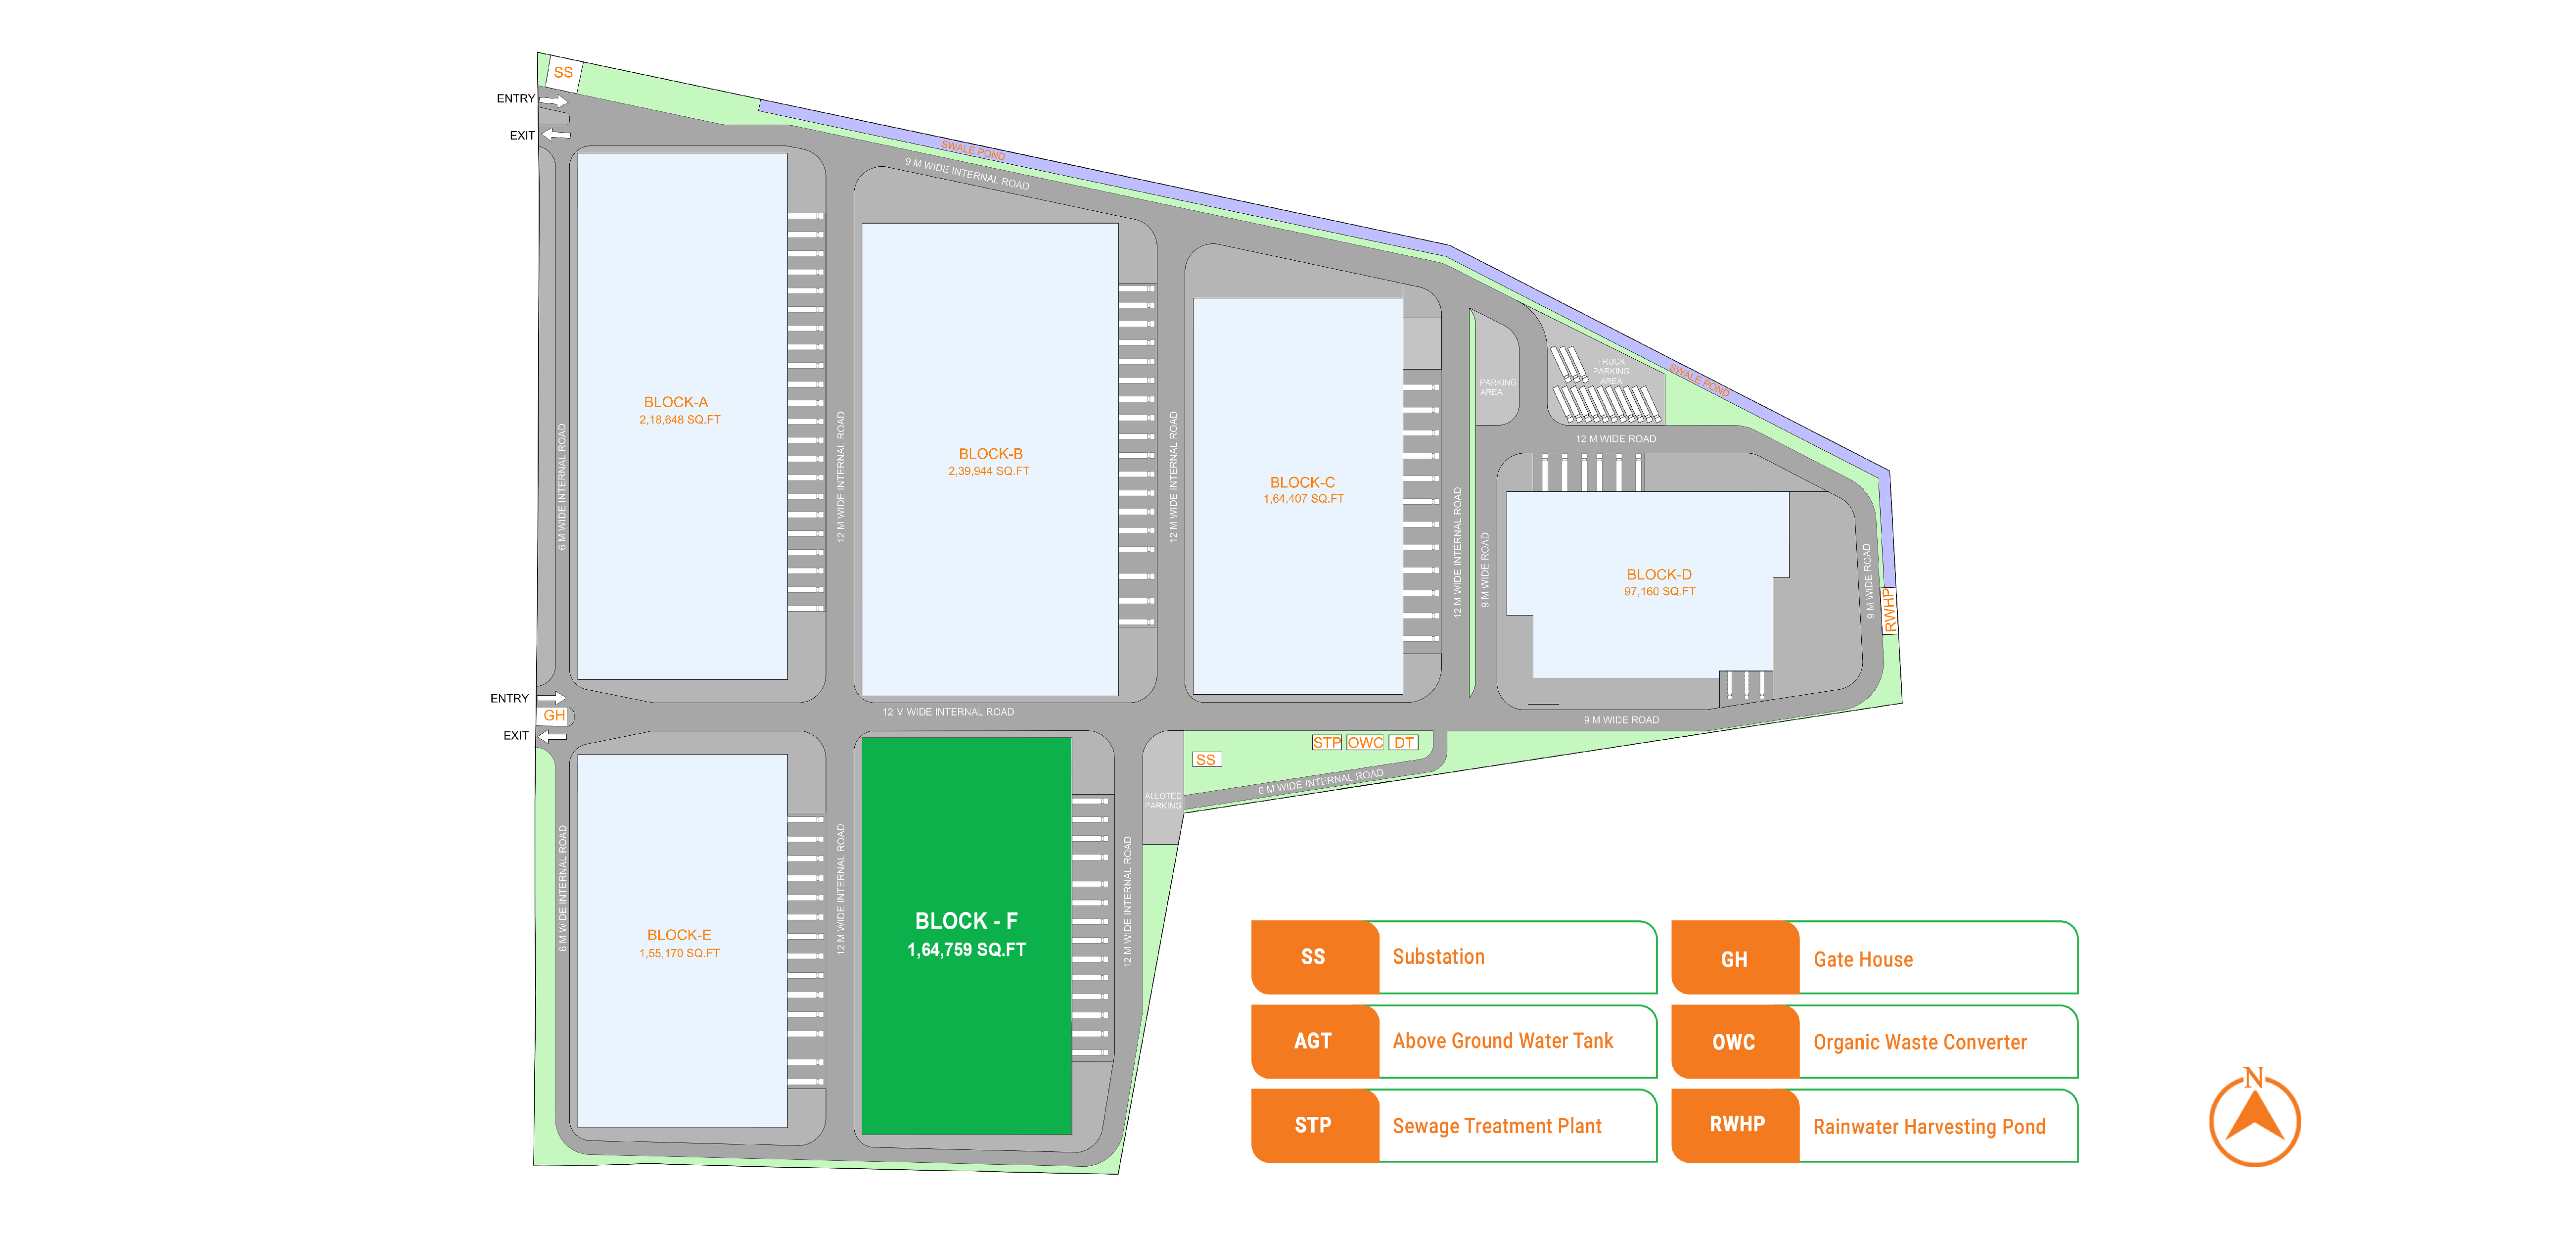 SS
ENTRY
EXIT
SWALE POND
9 M WIDE INTERNAL ROAD
BLOCK-A
2,18,648 SQ.FT
6 M WIDE INTERNAL ROAD
12 M WIDE INTERNAL ROAD
BLOCK-B
2,39,944 SQ.FT
12 M WIDE INTERNAL ROAD
BLOCK-C
1,64,407 SQ.FT
12 M WIDE INTERNAL ROAD
PARKING
AREA
TRUCK
PARKING
AREA
SWALE POND
12 M WIDE ROAD
9 M WIDE ROAD
BLOCK-D
97,160 SQ.FT
9 M WIDE ROAD
RWHP
ENTRY
GH
EXIT
12 M WIDE INTERNAL ROAD
9 M WIDE ROAD
STP
OWC
DT
SS
6 M WIDE INTERNAL ROAD
ALLOTED
PARKING
6 M WIDE INTERNAL ROAD
BLOCK-E
1,55,170 SQ.FT
12 M WIDE INTERNAL ROAD
BLOCK - F
1,64,759 SQ.FT
12 M WIDE INTERNAL ROAD
SS
Substation
GH
Gate House
AGT
Above Ground Water Tank
OWC
Organic Waste Converter
STP
Sewage Treatment Plant
RWHP
Rainwater Harvesting Pond
N